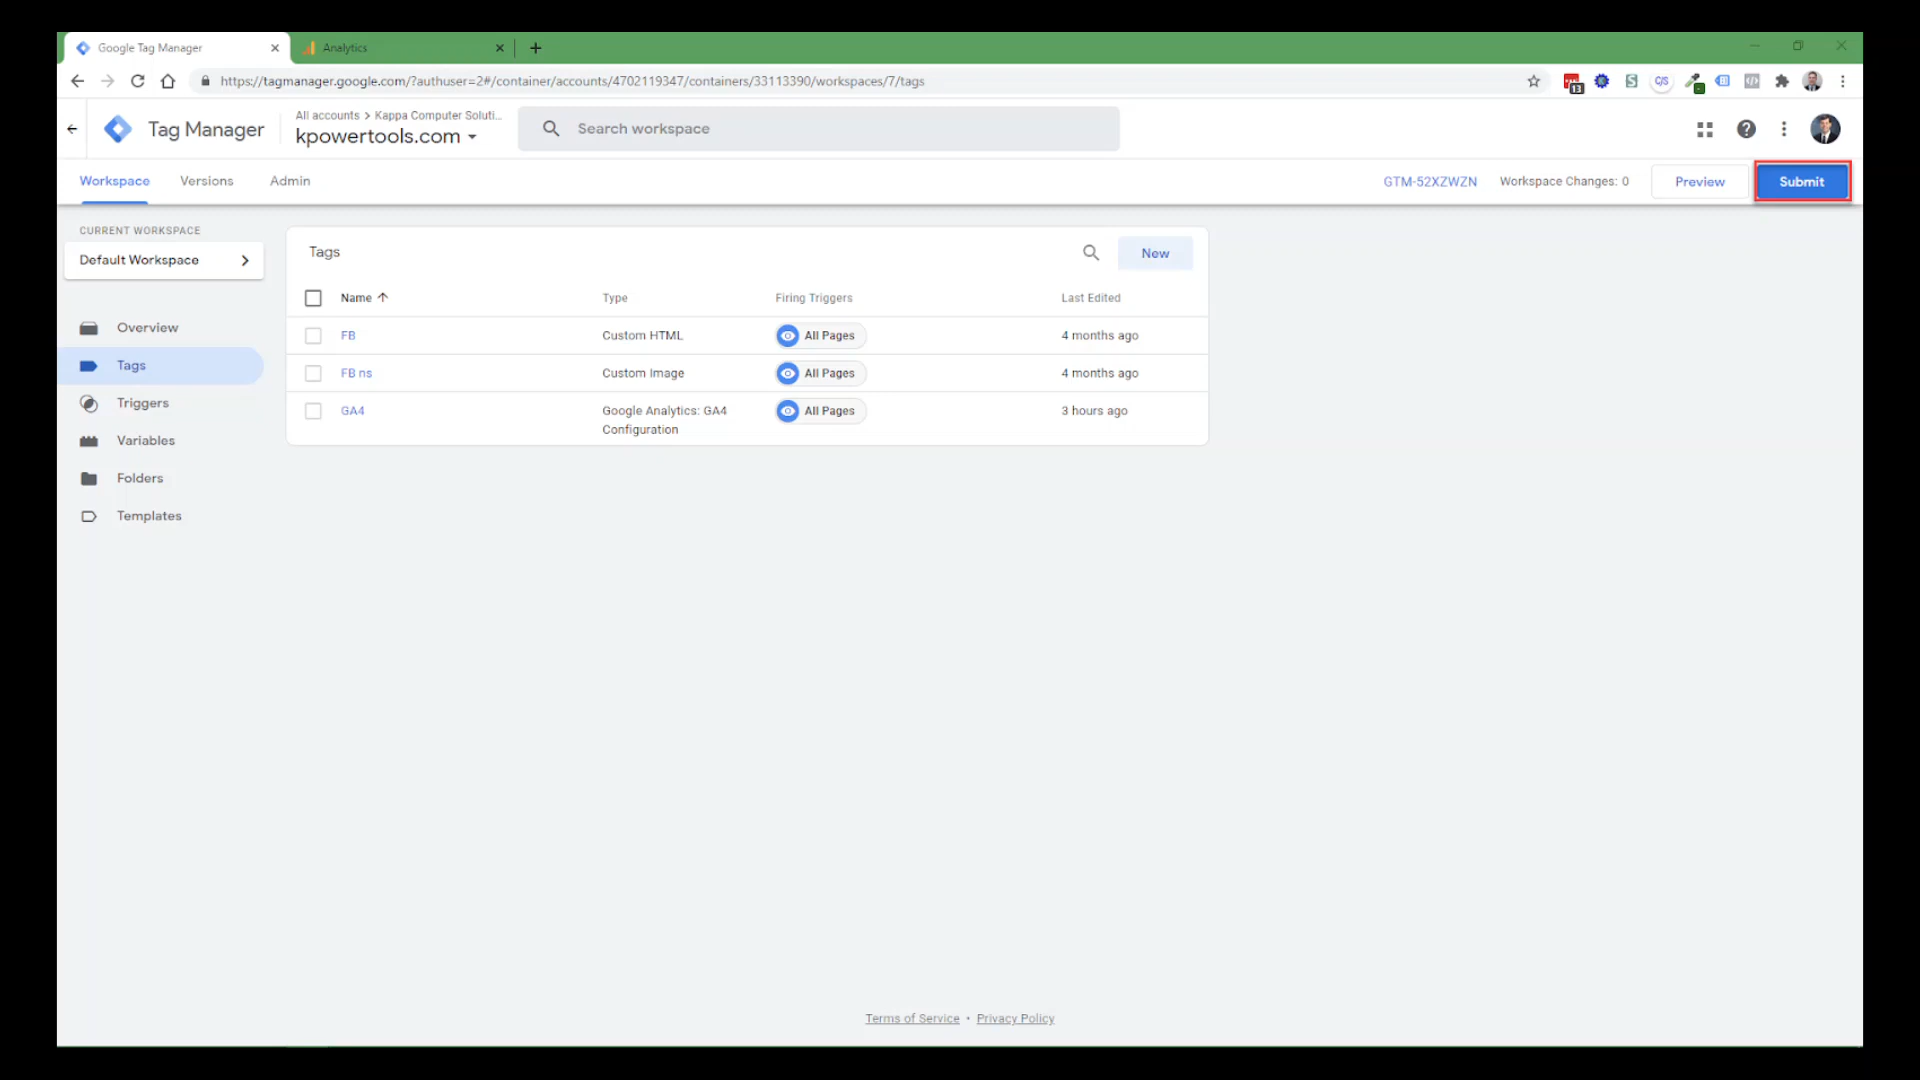 Google Tag Manager
Analytics
https://tagmanager.google.com/?authuser=2#/container/accounts/4702119347/containers/33113390/workspaces/7/tags
13
C/S
Tag Manager
All accounts > Kappa Computer Soluti...
kpowertools.com
Search workspace
Workspace Versions Admin
GTM-52XZWZN Workspace Changes: 0 Preview Submit
CURRENT WORKSPACE
Default Workspace
Overview
Tags
Triggers
Variables
Folders
Templates
Tags
New
Name Type Firing Triggers Last Edited
FB Custom HTML All Pages 4 months ago
FB ns Custom Image All Pages 4 months ago
GA4 Google Analytics: GA4 All Pages 3 hours ago
Configuration
Terms of Service • Privacy Policy